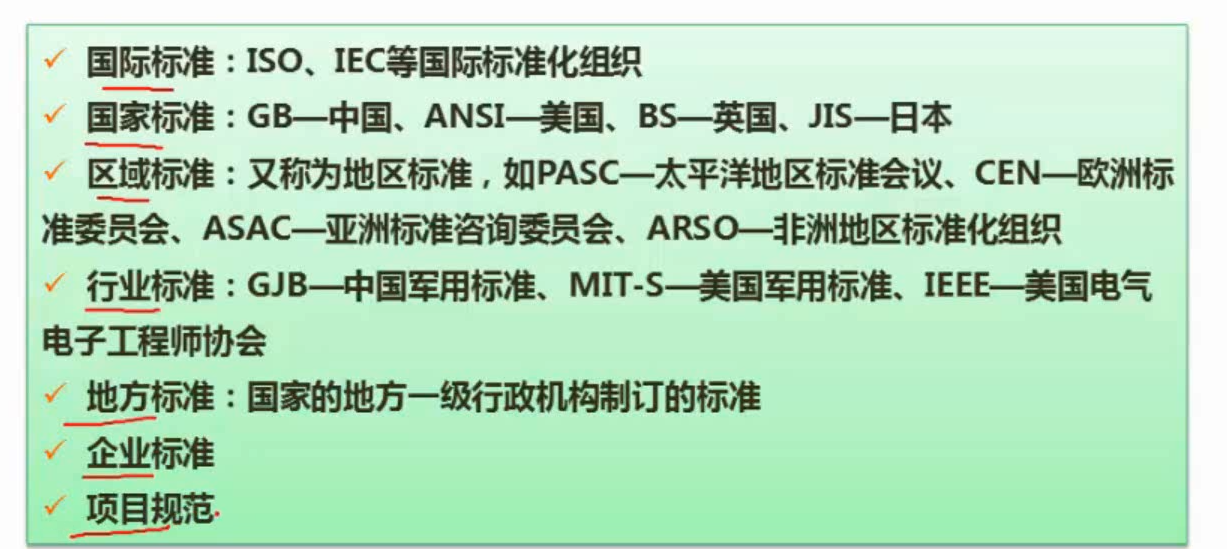 ✓ 国际标准：ISO、IEC等国际标准化组织
✓ 国家标准：GB—中国、ANSI—美国、BS—英国、JIS—日本
✓ 区域标准：又称为地区标准，如PASC—太平洋地区标准会议、CEN—欧洲标
准委员会、ASAC—亚洲标准咨询委员会、ARSO—非洲地区标准化组织
✓ 行业标准：GJB—中国军用标准、MIT-S—美国军用标准、IEEE—美国电气
电子工程师协会
✓ 地方标准：国家的地方一级行政机构制订的标准
✓ 企业标准
✓ 项目规范